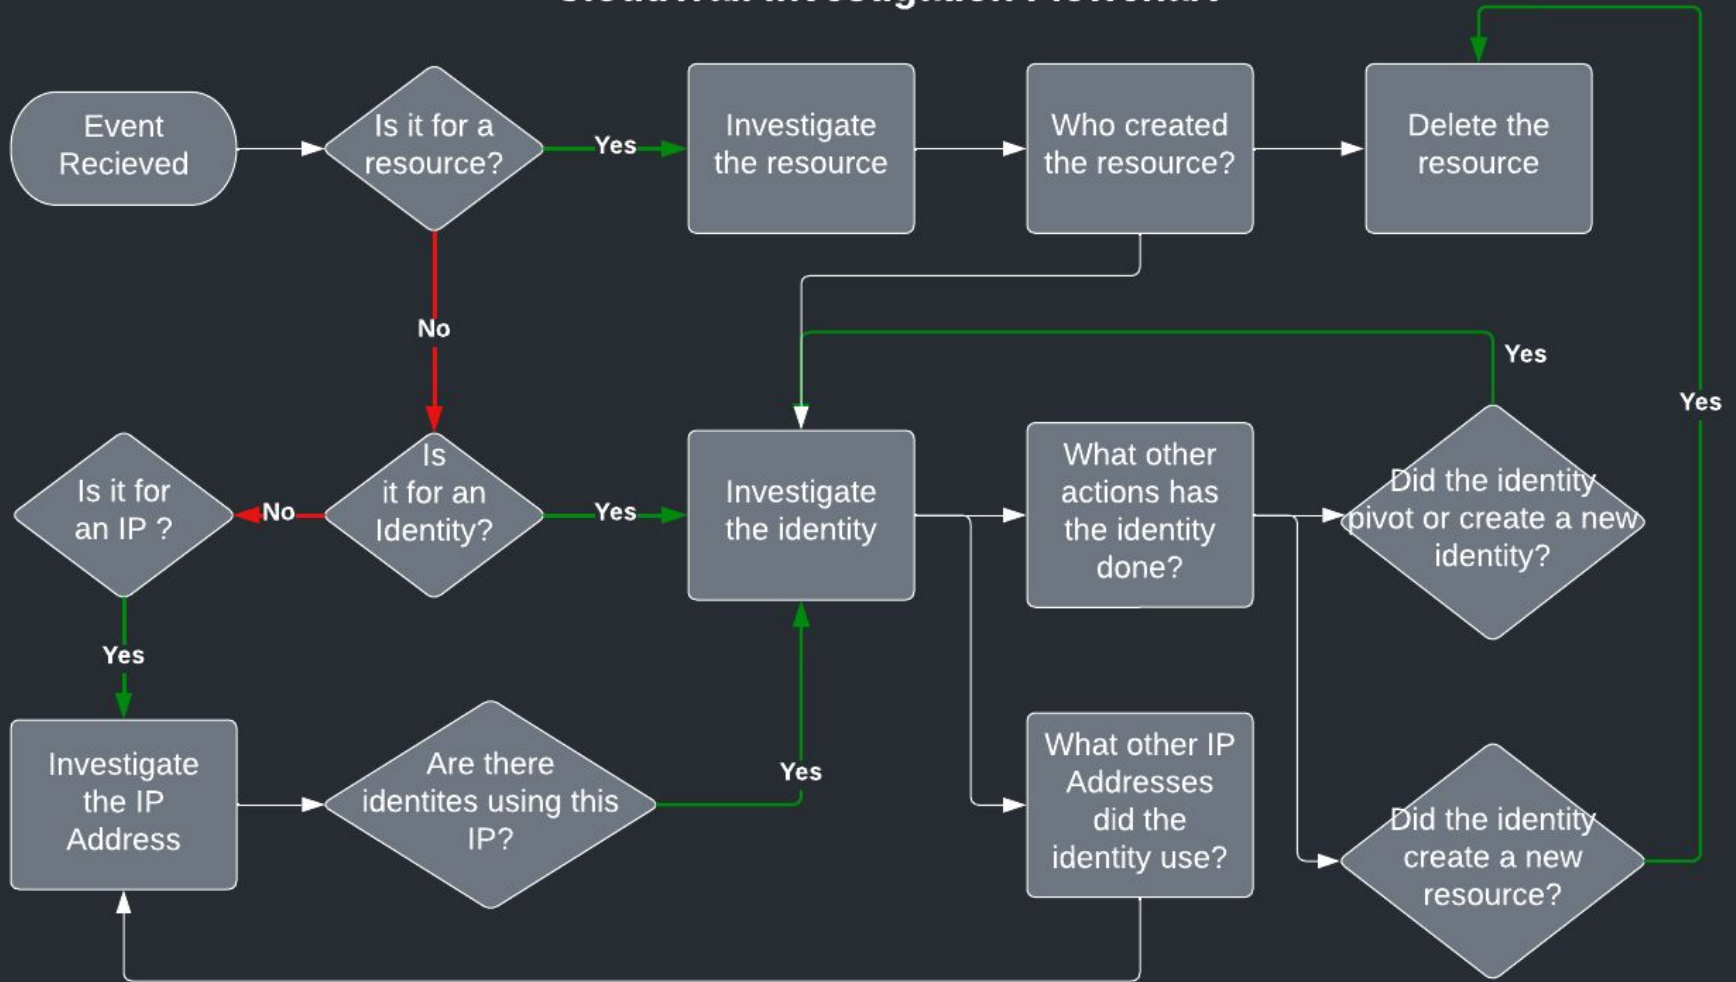 CloudTrail Investigation Flowchart
Event
Recieved
Is it for a
resource?
Yes
Investigate
the resource
Who created
the resource?
Delete the
resource
No
Yes
Yes
Is it for
an IP ?
No
Is
it for an
Identity?
Yes
Investigate
the identity
What other
actions has
the identity
done?
Did the identity
pivot or create a new
identity?
Yes
Investigate
the IP
Address
Are there
identites using this
IP?
Yes
What other IP
Addresses
did the
identity use?
Did the identity
create a new
resource?